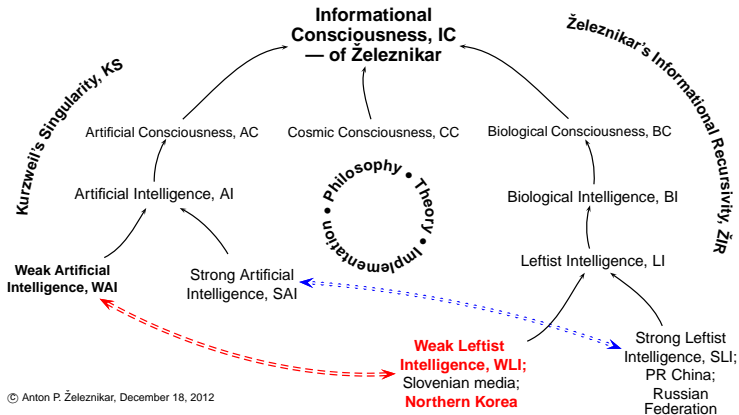 Informational
Consciousness, IC
— of Železnikar
Kurzweil's Singularity, KS
Železnikar's Informational Recursivity, ŽIR
Artificial Consciousness, AC
Cosmic Consciousness, CC
Biological Consciousness, BC
Philosophy • Theory • Implementation •
Artificial Intelligence, AI
Biological Intelligence, BI
Leftist Intelligence, LI
Weak Artificial
Intelligence, WAI
Strong Artificial
Intelligence, SAI
Weak Leftist
Intelligence, WLI;
Slovenian media;
Northern Korea
Strong Leftist
Intelligence, SLI;
PR China;
Russian
Federation
© Anton P. Železnikar, December 18, 2012